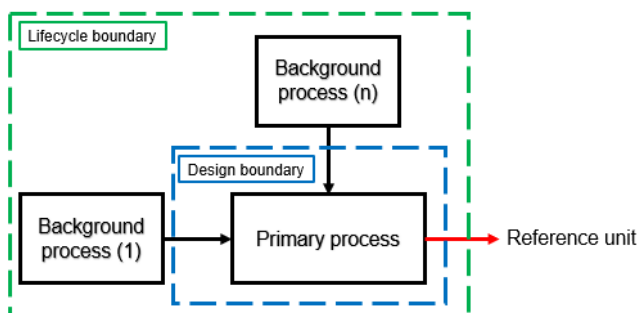 Lifecycle boundary
Background
process (n)
Design boundary
Background
process (1)
Primary process
Reference unit